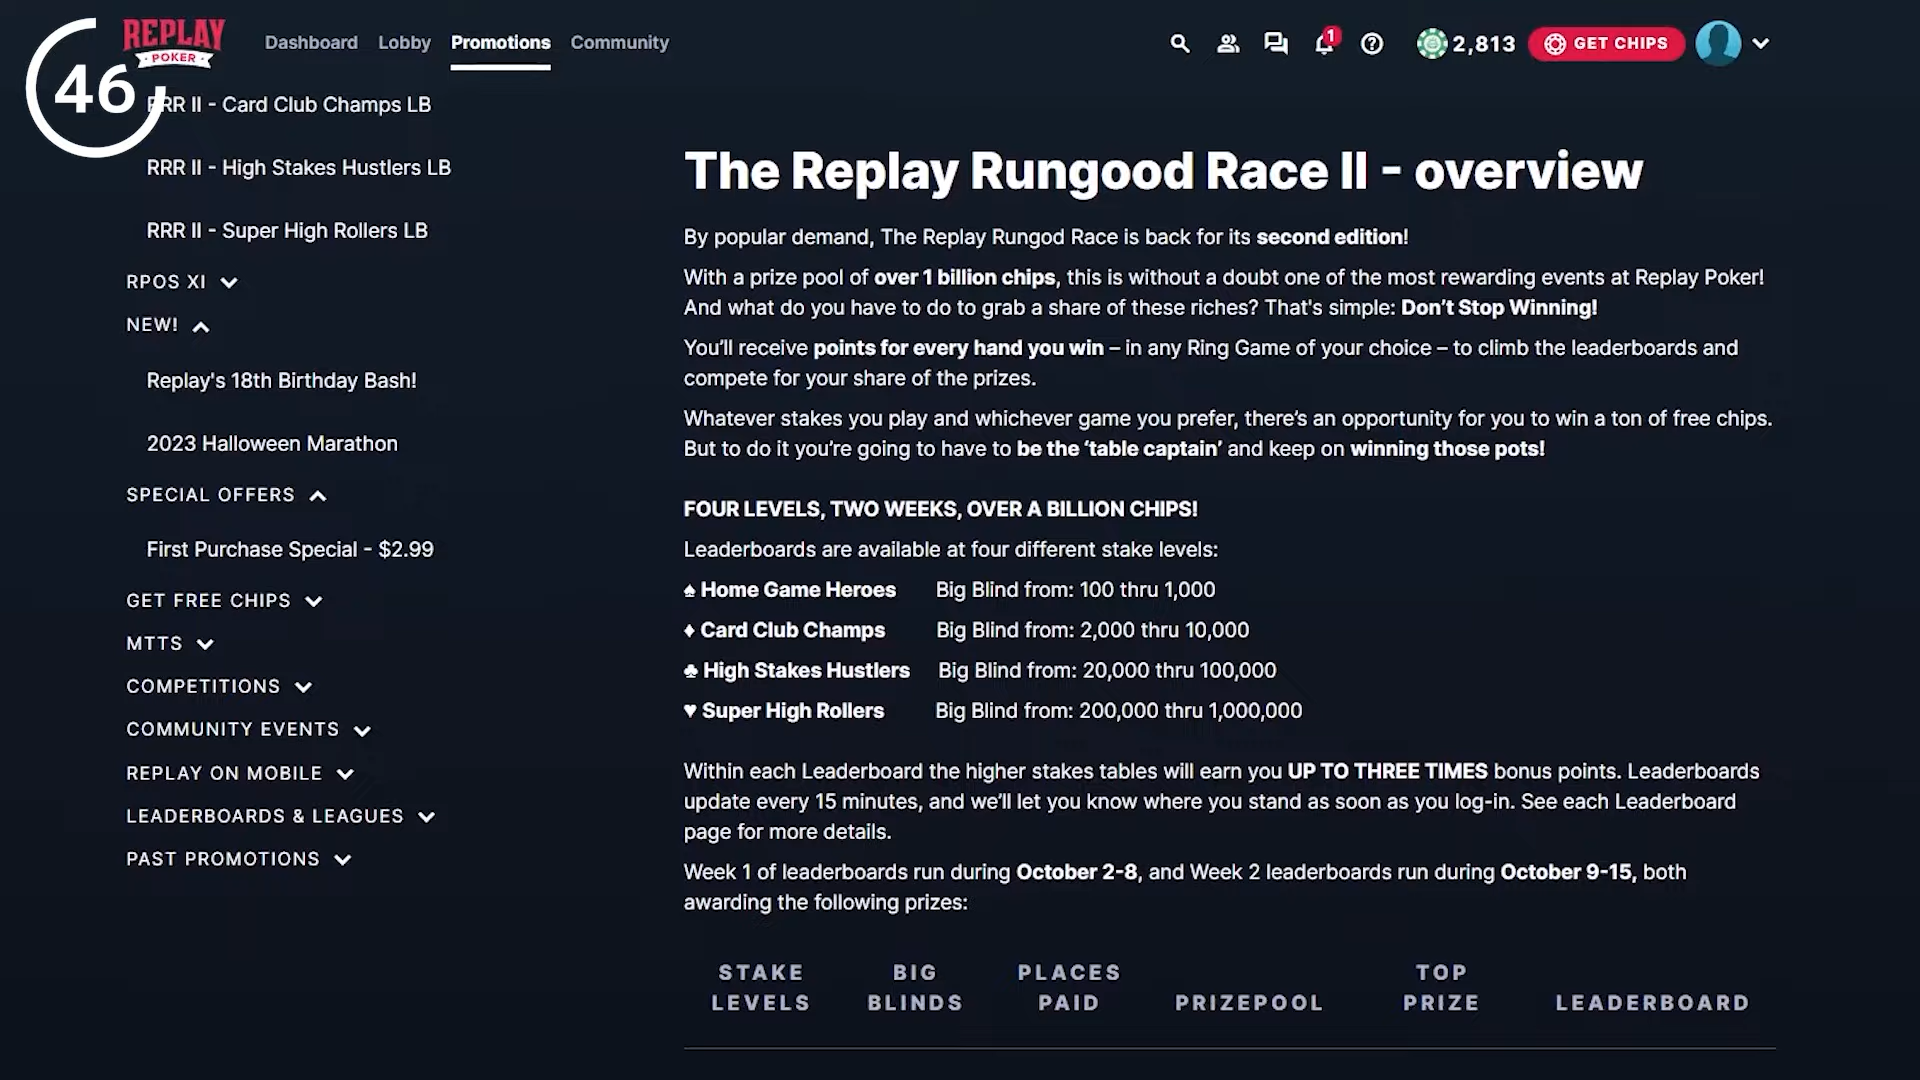 46
REPLAY
POKER
Dashboard Lobby Promotions Community
1
2,813
GET CHIPS
RRR II - Card Club Champs LB
RRR II - High Stakes Hustlers LB
RRR II - Super High Rollers LB
RPOS XI
NEW!
Replay's 18th Birthday Bash!
2023 Halloween Marathon
SPECIAL OFFERS
First Purchase Special - $2.99
GET FREE CHIPS
MTTS
COMPETITIONS
COMMUNITY EVENTS
REPLAY ON MOBILE
LEADERBOARDS & LEAGUES
PAST PROMOTIONS
The Replay Rungood Race II - overview
By popular demand, The Replay Rungod Race is back for its second edition!
With a prize pool of over 1 billion chips, this is without a doubt one of the most rewarding events at Replay Poker!
And what do you have to do to grab a share of these riches? That's simple: Don’t Stop Winning!
You’ll receive points for every hand you win – in any Ring Game of your choice – to climb the leaderboards and
compete for your share of the prizes.
Whatever stakes you play and whichever game you prefer, there’s an opportunity for you to win a ton of free chips.
But to do it you’re going to have to be the ‘table captain’ and keep on winning those pots!
FOUR LEVELS, TWO WEEKS, OVER A BILLION CHIPS!
Leaderboards are available at four different stake levels:
♠ Home Game Heroes Big Blind from: 100 thru 1,000
♦ Card Club Champs Big Blind from: 2,000 thru 10,000
♣ High Stakes Hustlers Big Blind from: 20,000 thru 100,000
♥ Super High Rollers Big Blind from: 200,000 thru 1,000,000
Within each Leaderboard the higher stakes tables will earn you UP TO THREE TIMES bonus points. Leaderboards
update every 15 minutes, and we’ll let you know where you stand as soon as you log-in. See each Leaderboard
page for more details.
Week 1 of leaderboards run during October 2-8, and Week 2 leaderboards run during October 9-15, both
awarding the following prizes:
STAKE LEVELS
BIG BLINDS
PLACES PAID
PRIZEPOOL
TOP PRIZE
LEADERBOARD